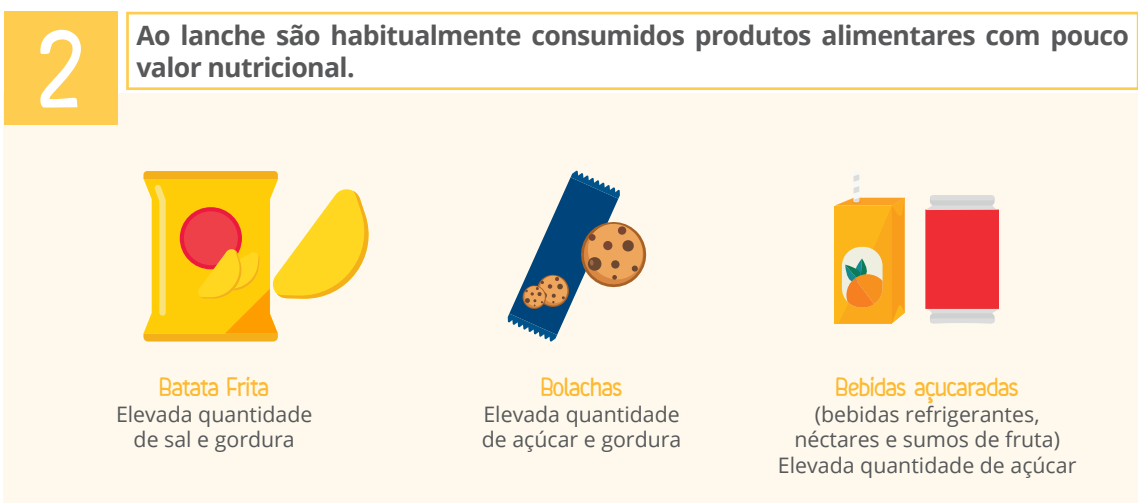 2
Ao lanche são habitualmente consumidos produtos alimentares com pouco
valor nutricional.
Batata Frita
Elevada quantidade
de sal e gordura
Bolachas
Elevada quantidade
de açúcar e gordura
Bebidas açucaradas
(bebidas refrigerantes,
néctares e sumos de fruta)
Elevada quantidade de açúcar